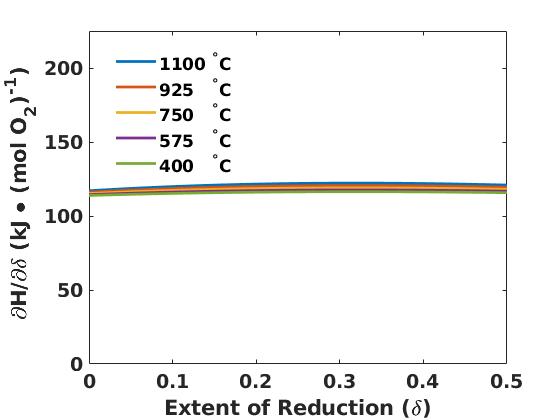 200
150
100
50
0
∂H/∂δ (kJ • (mol O2)-1)
1100 °C
925 °C
750 °C
575 °C
400 °C
0 0.1 0.2 0.3 0.4 0.5
Extent of Reduction (δ)